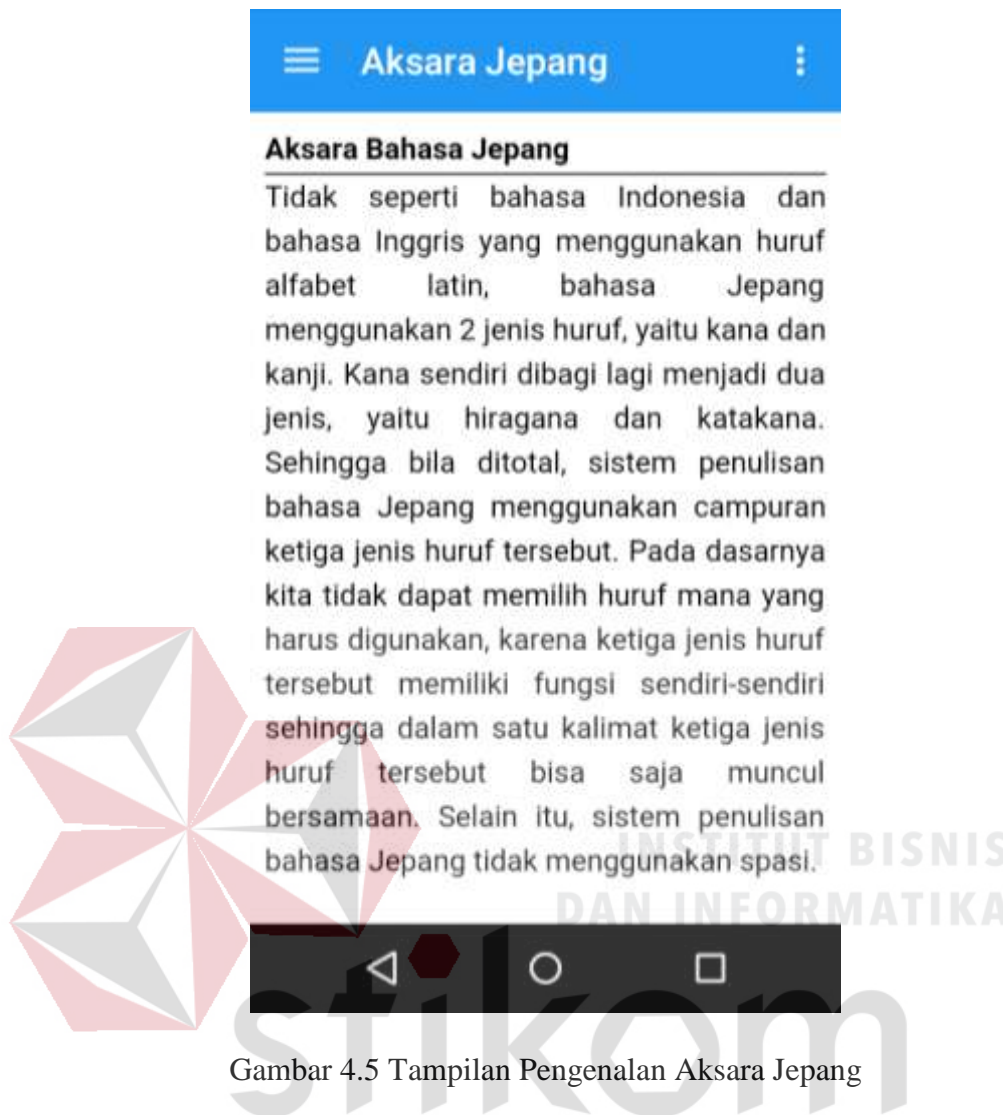 Aksara Jepang
Aksara Bahasa Jepang
Tidak seperti bahasa Indonesia dan
bahasa Inggris yang menggunakan huruf
alfabet latin, bahasa Jepang
menggunakan 2 jenis huruf, yaitu kana dan
kanji. Kana sendiri dibagi lagi menjadi dua
jenis, yaitu hiragana dan katakana.
Sehingga bila ditotal, sistem penulisan
bahasa Jepang menggunakan campuran
ketiga jenis huruf tersebut. Pada dasarnya
kita tidak dapat memilih huruf mana yang
harus digunakan, karena ketiga jenis huruf
tersebut memiliki fungsi sendiri-sendiri
sehingga dalam satu kalimat ketiga jenis
huruf tersebut bisa saja muncul
bersamaan. Selain itu, sistem penulisan
bahasa Jepang tidak menggunakan spasi.
INSTITUT BISNIS
DAN INFORMATIKA
stikom
Gambar 4.5 Tampilan Pengenalan Aksara Jepang